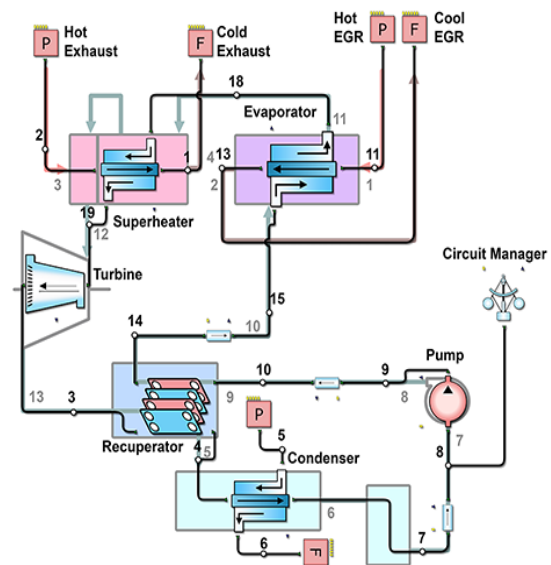 Hot
Exhaust
P
Cold
Exhaust
F
Hot
EGR
P
Cool
EGR
F
18
Evaporator
11
2
3
1
4
13
2
11
1
19
12
Superheater
Turbine
Circuit Manager
15
14
10
Pump
10
9
9
8
13
3
7
Recuperator
4
5
P
5
Condenser
8
6
7
6
F